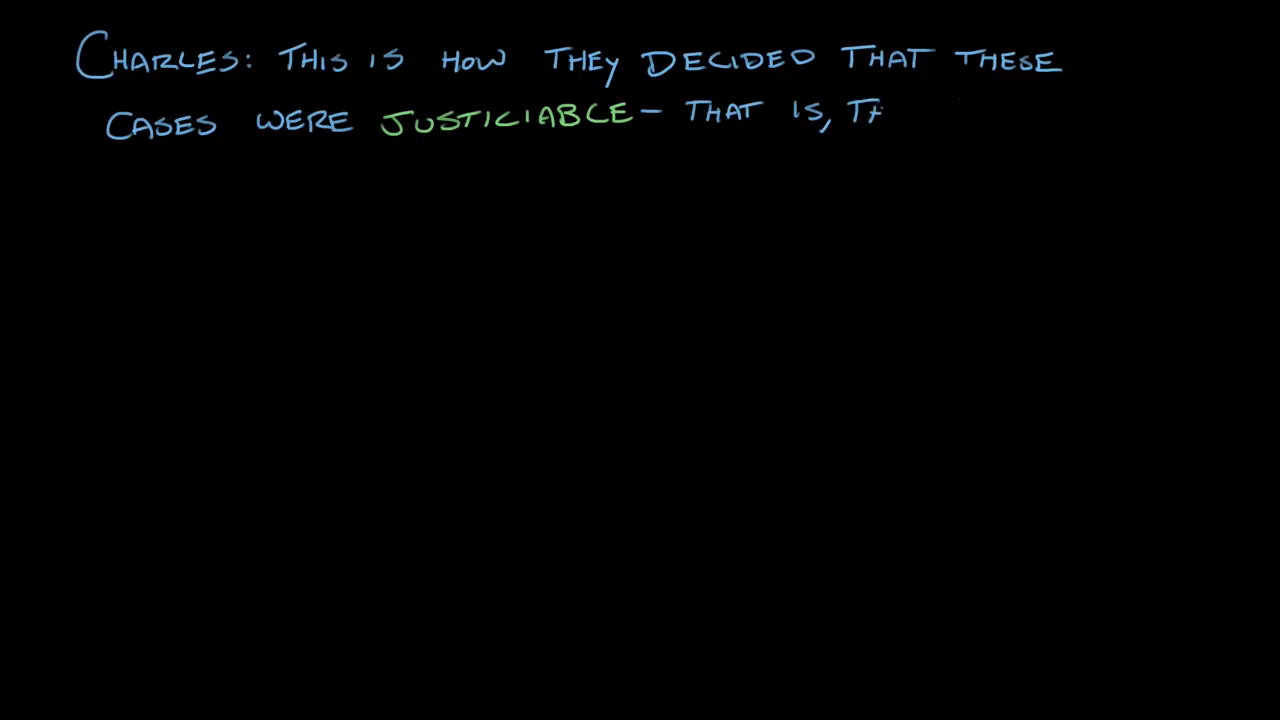 CHARLES: THIS IS HOW THEY DECIDED THAT THESE
CASES WERE JUSTICIABLE - THAT IS,